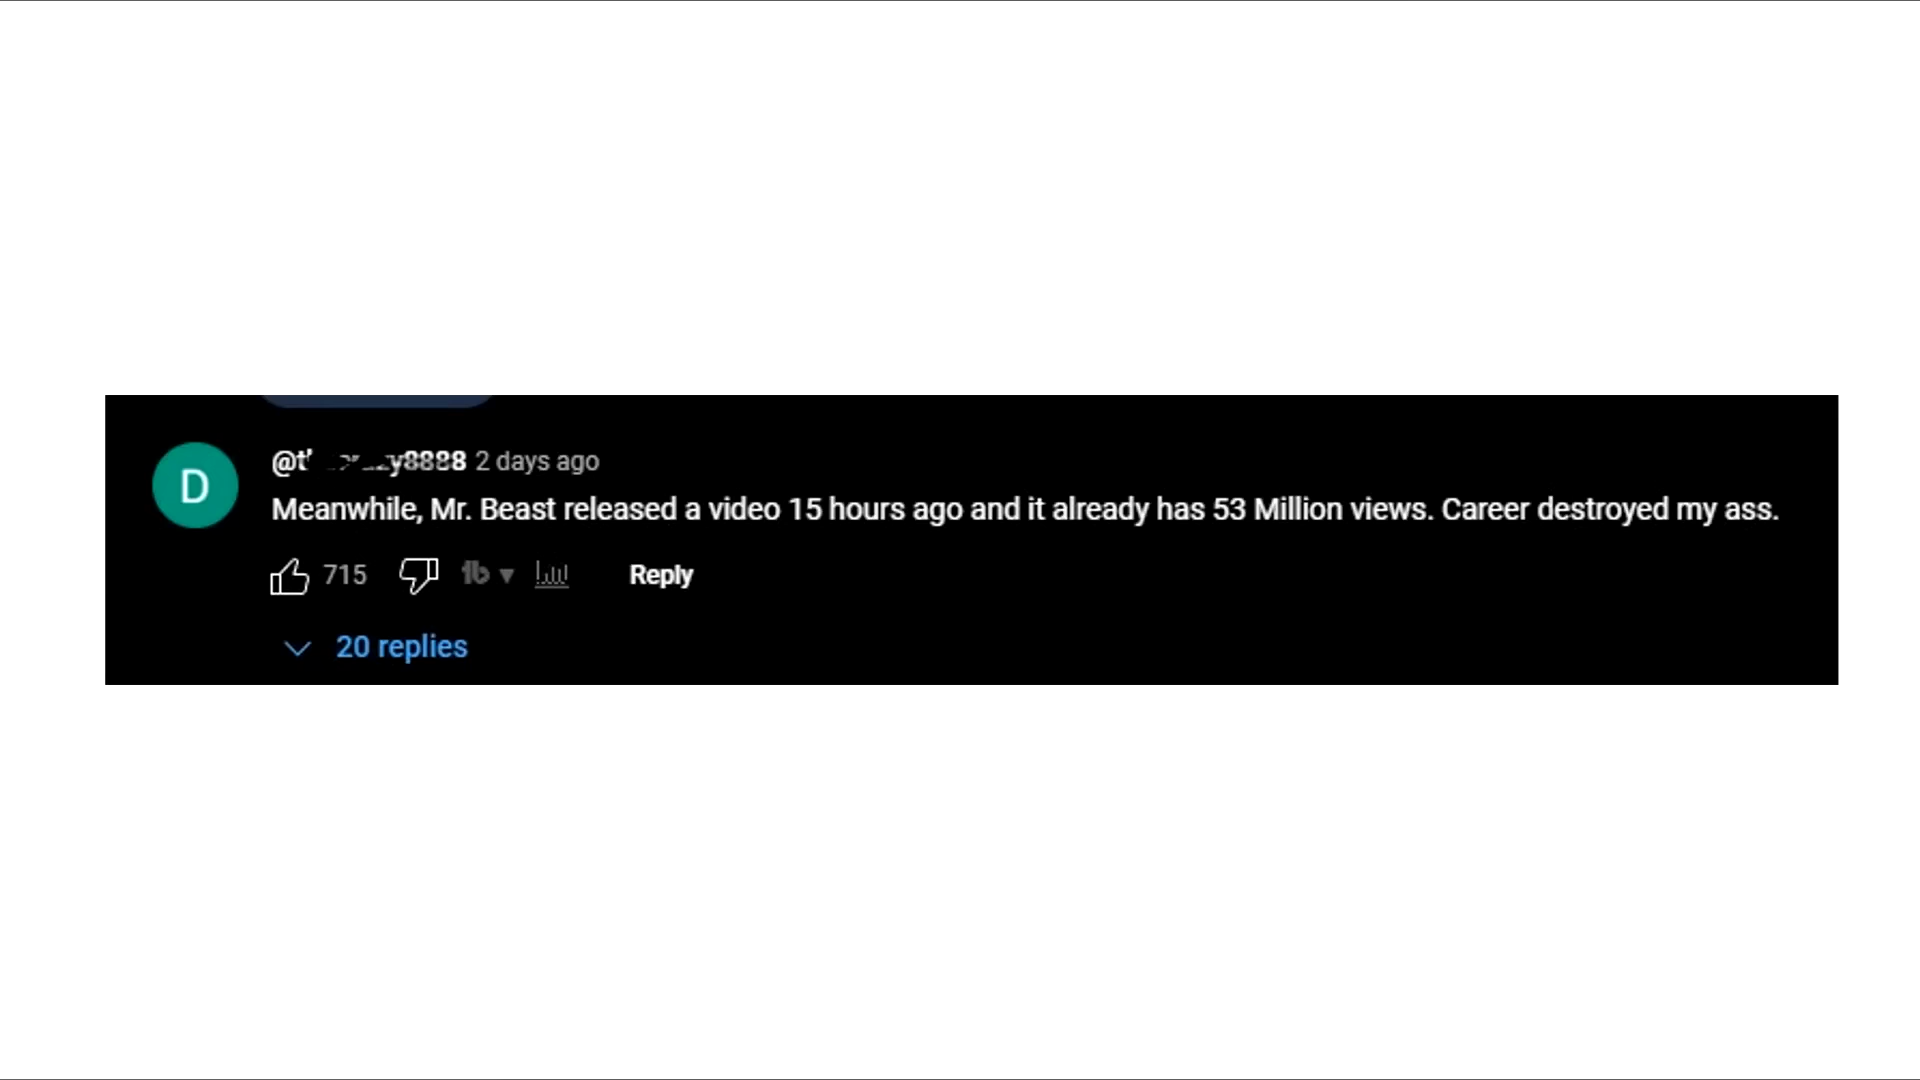 D
2 days ago
Meanwhile, Mr. Beast released a video 15 hours ago and it already has 53 Million views. Career destroyed my ass.
715 Reply
20 replies